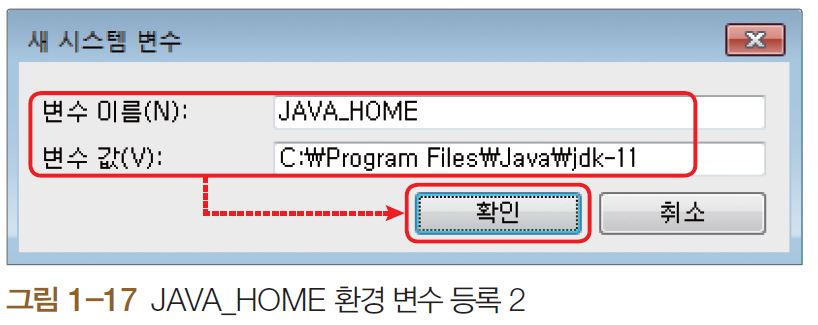 새 시스템 변수
변수 이름(N): JAVA_HOME
변수 값(V): C:₩Program Files₩Java₩jdk-11
확인 취소
그림 1-17 JAVA_HOME 환경 변수 등록 2